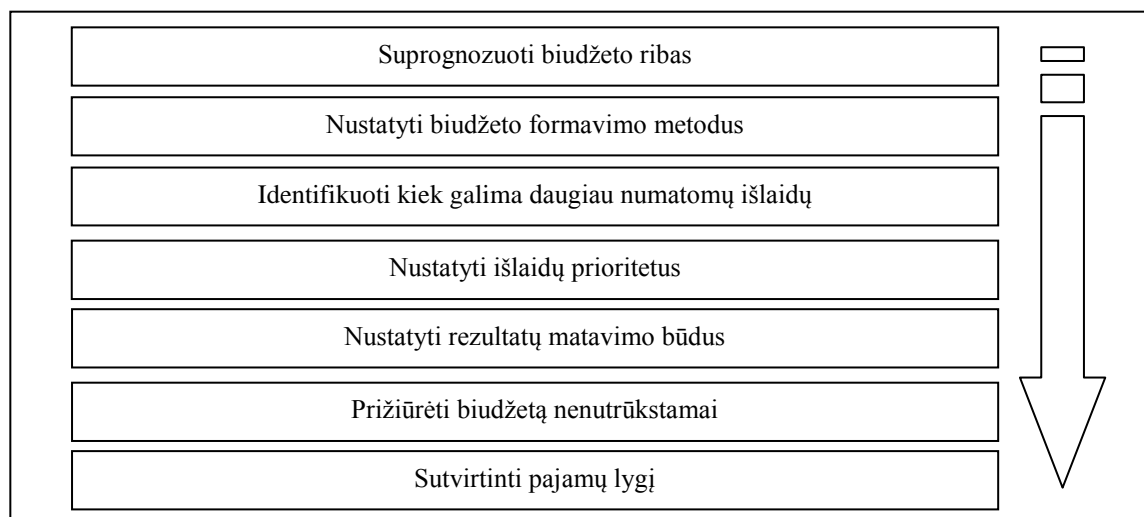 Suprognozuoti biudžeto ribas
Nustatyti biudžeto formavimo metodus
Identifikuoti kiek galima daugiau numatomų išlaidų
Nustatyti išlaidų prioritetus
Nustatyti rezultatų matavimo būdus
Prižiūrėti biudžetą nenutrūkstamai
Sutvirtinti pajamų lygį